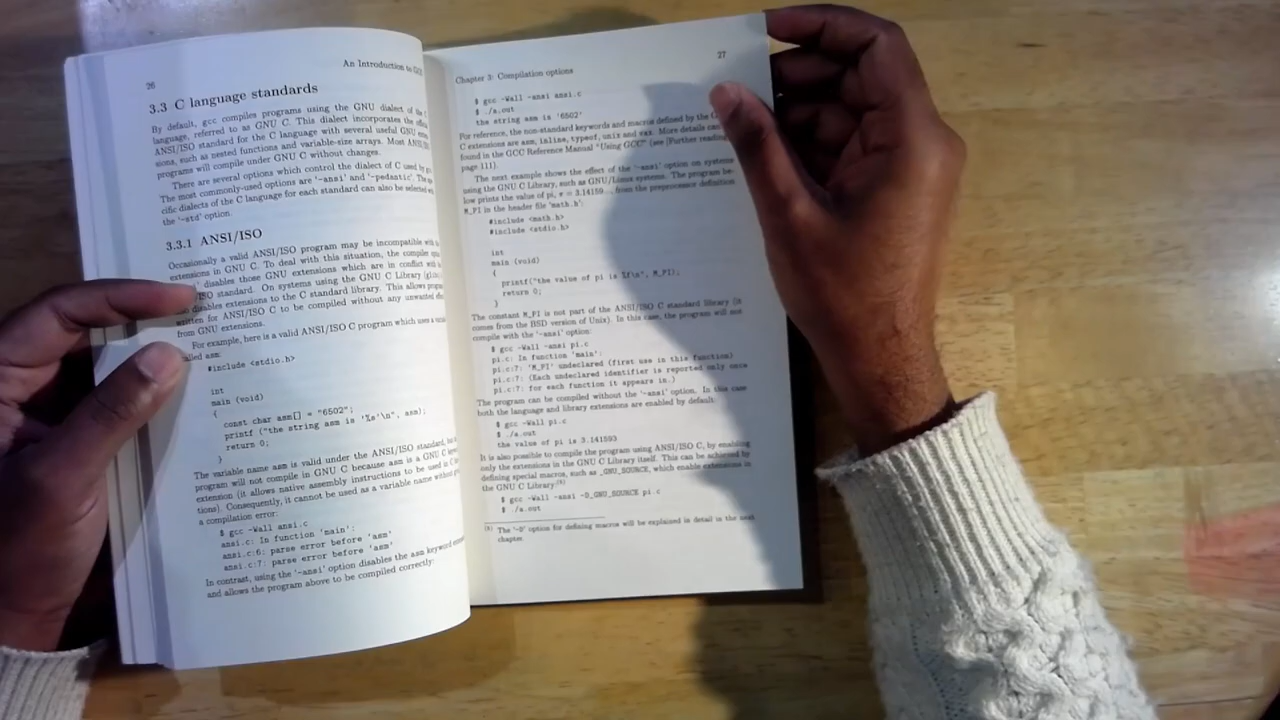 26
An Introduction to
3.3 C language standards
By default, gcc compiles programs using the GNU dialect of the C
language, referred to as GNU C. This dialect incorporates the
ANSI/ISO standard for the C language with several useful GNU
sions, such as nested functions and variable-size arrays. Most
programs will compile under GNU C without changes.
There are several options which control the dialect of C used by
The most commonly-used options are '-ansi' and '-pedantic'. The
cific dialects of the C language for each standard can also be selected
the '-std' option.
3.3.1 ANSI/ISO
Occasionally a valid ANSI/ISO program may be incompatible with
extensions in GNU C. To deal with this situation, the compiler
disables those GNU extensions which are in conflict with
/ISO standard. On systems using the GNU C Library
disables extensions to the C standard library. This allows
written for ANSI/ISO C to be compiled without any unwanted
from GNU extensions.
For example, here is a valid ANSI/ISO C program which uses a
alled asm:
#include <stdio.h>
int
main (void)
{
const char asm[] = "6502";
printf ("the string asm is '%s'\n", asm);
return 0;
}
The variable name asm is valid under the ANSI/ISO standard,
program will not compile in GNU C because asm is a GNU C
extension (it allows native assembly instructions to be used in
tions). Consequently, it cannot be used as a variable name without
a compilation error:
$ gcc -Wall ansi.c
ansi.c: In function 'main':
ansi.c:6: parse error before 'asm'
ansi.c:7: parse error before 'asm'
In contrast, using the '-ansi' option disables the asm keyword
and allows the program above to be compiled correctly:
Chapter 3: Compilation options
27
$ gcc -Wall -ansi ansi.c
$ ./a.out
the string asm is '6502'
For reference, the non-standard keywords and macros defined by the
C extensions are asm, inline, typeof, unix and vax. More details can
found in the GCC Reference Manual "Using GCC" (see [Further reading],
page 111).
The next example shows the effect of the '-ansi' option on systems
using the GNU C Library, such as GNU/Linux systems. The program be-
low prints the value of pi, π = 3.14159..., from the preprocessor definition
M_PI in the header file 'math.h':
#include <math.h>
#include <stdio.h>
int
main (void)
{
printf("the value of pi is %f\n", M_PI);
return 0;
}
The constant M_PI is not part of the ANSI/ISO C standard library (it
comes from the BSD version of Unix). In this case, the program will not
compile with the '-ansi' option:
$ gcc -Wall -ansi pi.c
pi.c: In function 'main':
pi.c:7: 'M_PI' undeclared (first use in this function)
pi.c:7: (Each undeclared identifier is reported only once
pi.c:7: for each function it appears in.)
The program can be compiled without the '-ansi' option. In this case
both the language and library extensions are enabled by default:
$ gcc -Wall pi.c
$ ./a.out
the value of pi is 3.141593
It is also possible to compile the program using ANSI/ISO C, by enabling
only the extensions in the GNU C Library itself. This can be achieved by
defining special macros, such as _GNU_SOURCE, which enable extensions in
the GNU C Library:(8)
$ gcc -Wall -ansi -D_GNU_SOURCE pi.c
$ ./a.out
(8) The '-D' option for defining macros will be explained in detail in the next
chapter.